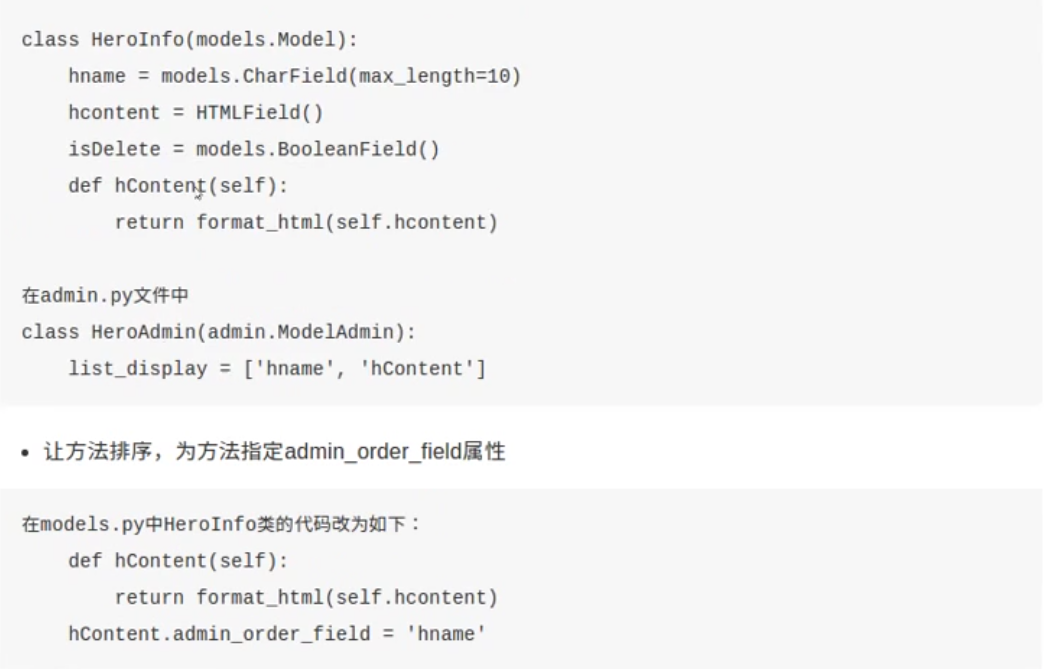 class HeroInfo(models.Model):
    hname = models.CharField(max_length=10)
    hcontent = HTMLField()
    isDelete = models.BooleanField()
    def hContent(self):
        return format_html(self.hcontent)
在admin.py文件中
class HeroAdmin(admin.ModelAdmin):
    list_display = ['hname', 'hContent']
• 让方法排序，为方法指定admin_order_field属性
在models.py中HeroInfo类的代码改为如下：
    def hContent(self):
        return format_html(self.hcontent)
    hContent.admin_order_field = 'hname'